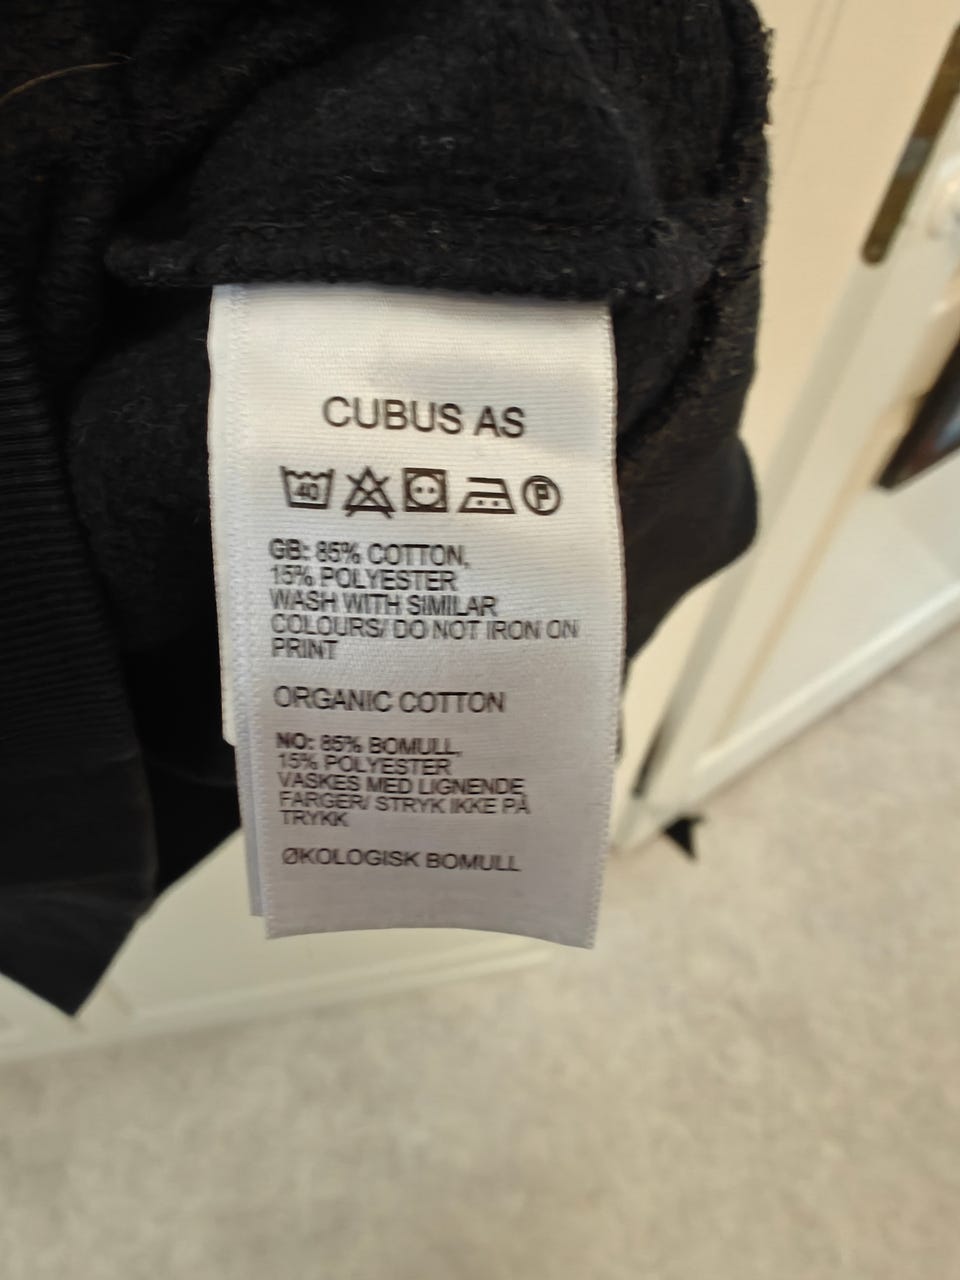 CUBUS AS
40 P
GB: 85% COTTON,
15% POLYESTER
WASH WITH SIMILAR
COLOURS/ DO NOT IRON ON
PRINT
ORGANIC COTTON
NO: 85% BOMULL,
15% POLYESTER
VASKES MED LIGNENDE
FARGER/ STRYK IKKE PÅ
TRYKK
ØKOLOGISK BOMULL